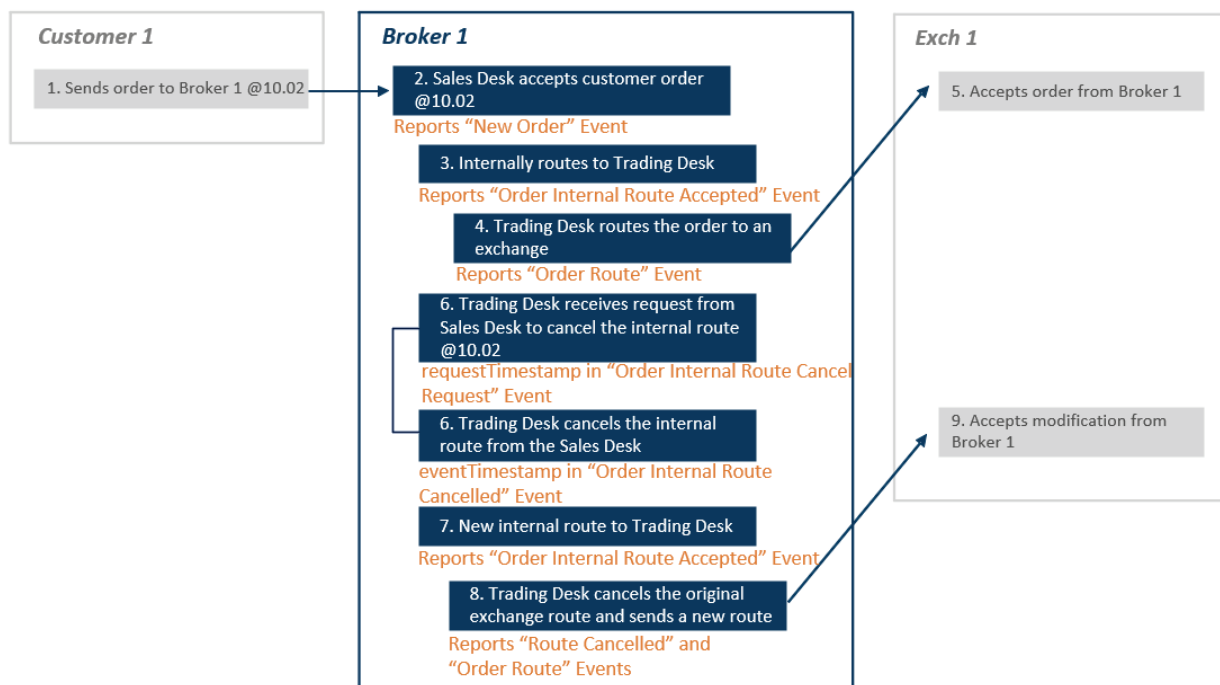 Customer 1
1. Sends order to Broker 1 @10.02
Broker 1
2. Sales Desk accepts customer order
@10.02
Reports “New Order” Event
3. Internally routes to Trading Desk
Reports “Order Internal Route Accepted” Event
4. Trading Desk routes the order to an
exchange
Reports “Order Route” Event
6. Trading Desk receives request from
Sales Desk to cancel the internal route
@10.02
requestTimestamp in “Order Internal Route Cancel
Request” Event
6. Trading Desk cancels the internal
route from the Sales Desk
eventTimestamp in “Order Internal Route
Cancelled” Event
7. New internal route to Trading Desk
Reports “Order Internal Route Accepted” Event
8. Trading Desk cancels the original
exchange route and sends a new route
Reports “Route Cancelled” and
“Order Route” Events
Exch 1
5. Accepts order from Broker 1
9. Accepts modification from
Broker 1